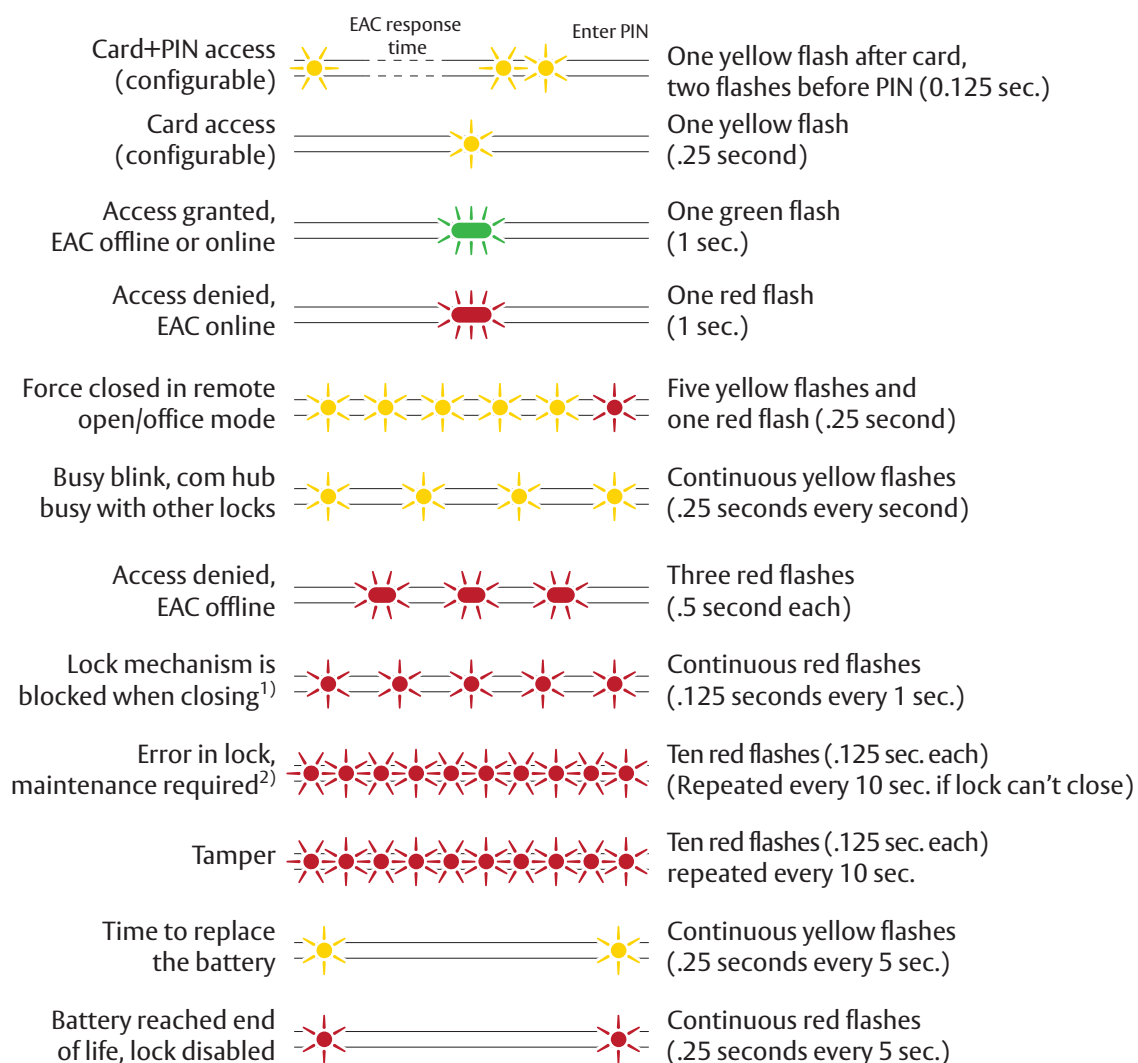 EAC response
time
Enter PIN
Card+PIN access
(configurable)
One yellow flash after card,
two flashes before PIN (0.125 sec.)
Card access
(configurable)
One yellow flash
(.25 second)
Access granted,
EAC offline or online
One green flash
(1 sec.)
Access denied,
EAC online
One red flash
(1 sec.)
Force closed in remote
open/office mode
Five yellow flashes and
one red flash (.25 second)
Busy blink, com hub
busy with other locks
Continuous yellow flashes
(.25 seconds every second)
Access denied,
EAC offline
Three red flashes
(.5 second each)
Lock mechanism is
blocked when closing1)
Continuous red flashes
(.125 seconds every 1 sec.)
Error in lock,
maintenance required2)
Ten red flashes (.125 sec. each)
(Repeated every 10 sec. if lock can't close)
Tamper
Ten red flashes (.125 sec. each)
repeated every 10 sec.
Time to replace
the battery
Continuous yellow flashes
(.25 seconds every 5 sec.)
Battery reached end
of life, lock disabled
Continuous red flashes
(.25 seconds every 5 sec.)